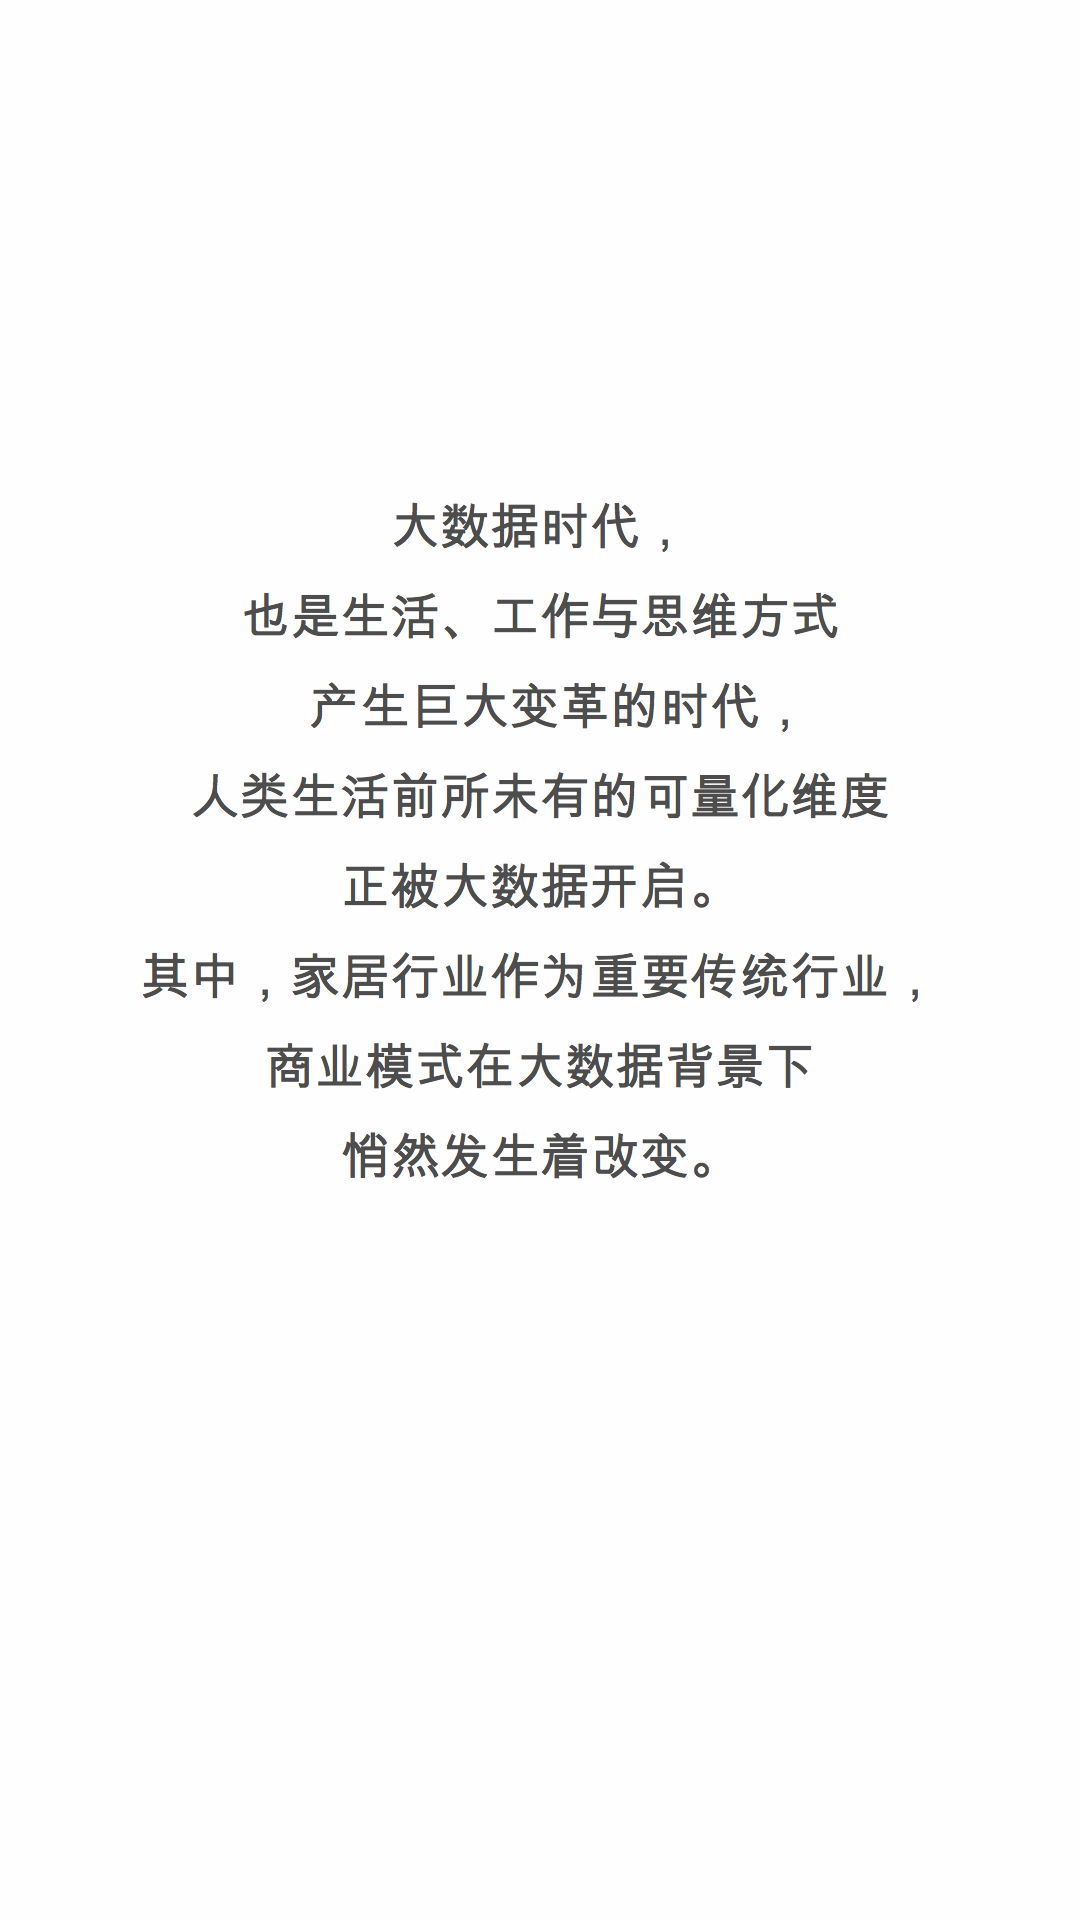 大数据时代，
也是生活、工作与思维方式
产生巨大变革的时代，
人类生活前所未有的可量化维度
正被大数据开启。
其中，家居行业作为重要传统行业，
商业模式在大数据背景下
悄然发生着改变。